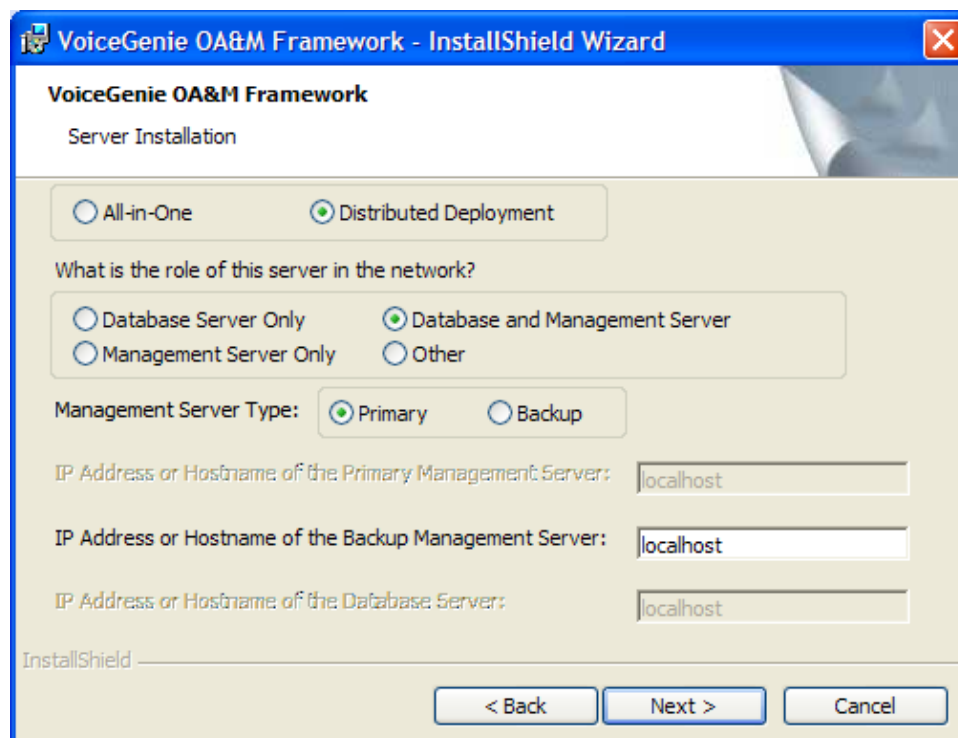 VoiceGenie OA&M Framework - InstallShield Wizard
VoiceGenie OA&M Framework
Server Installation
All-in-One Distributed Deployment
What is the role of this server in the network?
Database Server Only Database and Management Server
Management Server Only Other
Management Server Type: Primary Backup
IP Address or Hostname of the Primary Management Server: localhost
IP Address or Hostname of the Backup Management Server: localhost
IP Address or Hostname of the Database Server: localhost
InstallShield
< Back Next > Cancel